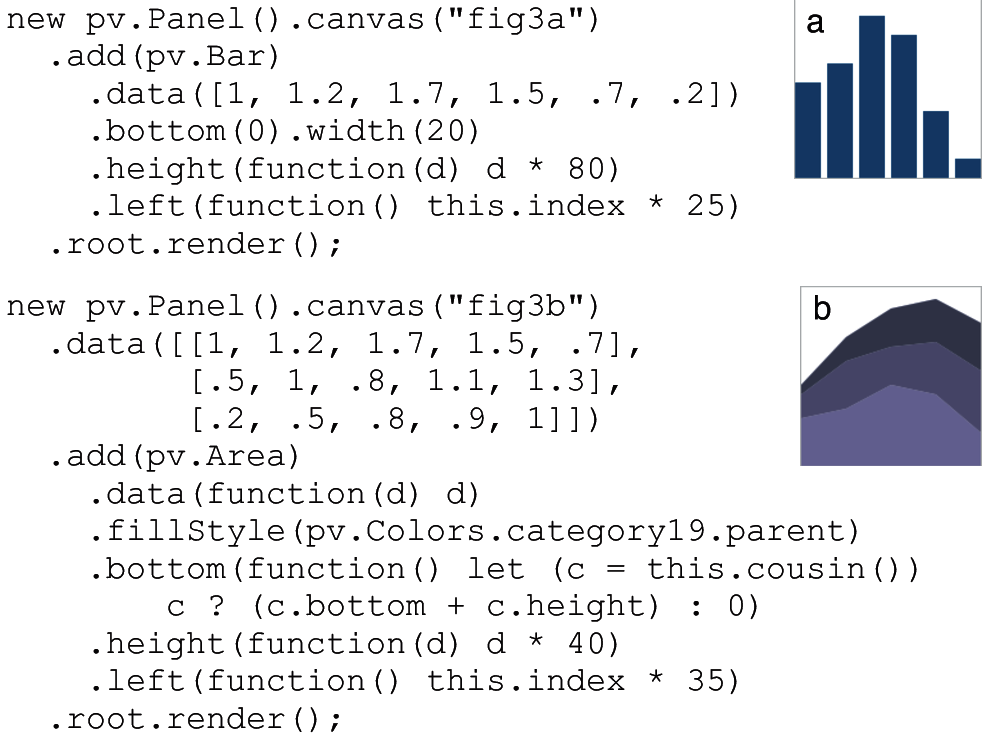 new pv.Panel().canvas("fig3a")
  .add(pv.Bar)
    .data([1, 1.2, 1.7, 1.5, .7, .2])
    .bottom(0).width(20)
    .height(function(d) d * 80)
    .left(function() this.index * 25)
  .root.render();
a
new pv.Panel().canvas("fig3b")
  .data([[1, 1.2, 1.7, 1.5, .7],
         [.5, 1, .8, 1.1, 1.3],
         [.2, .5, .8, .9, 1]])
  .add(pv.Area)
    .data(function(d) d)
    .fillStyle(pv.Colors.category19.parent)
    .bottom(function() let (c = this.cousin())
        c ? (c.bottom + c.height) : 0)
    .height(function(d) d * 40)
    .left(function() this.index * 35)
  .root.render();
b